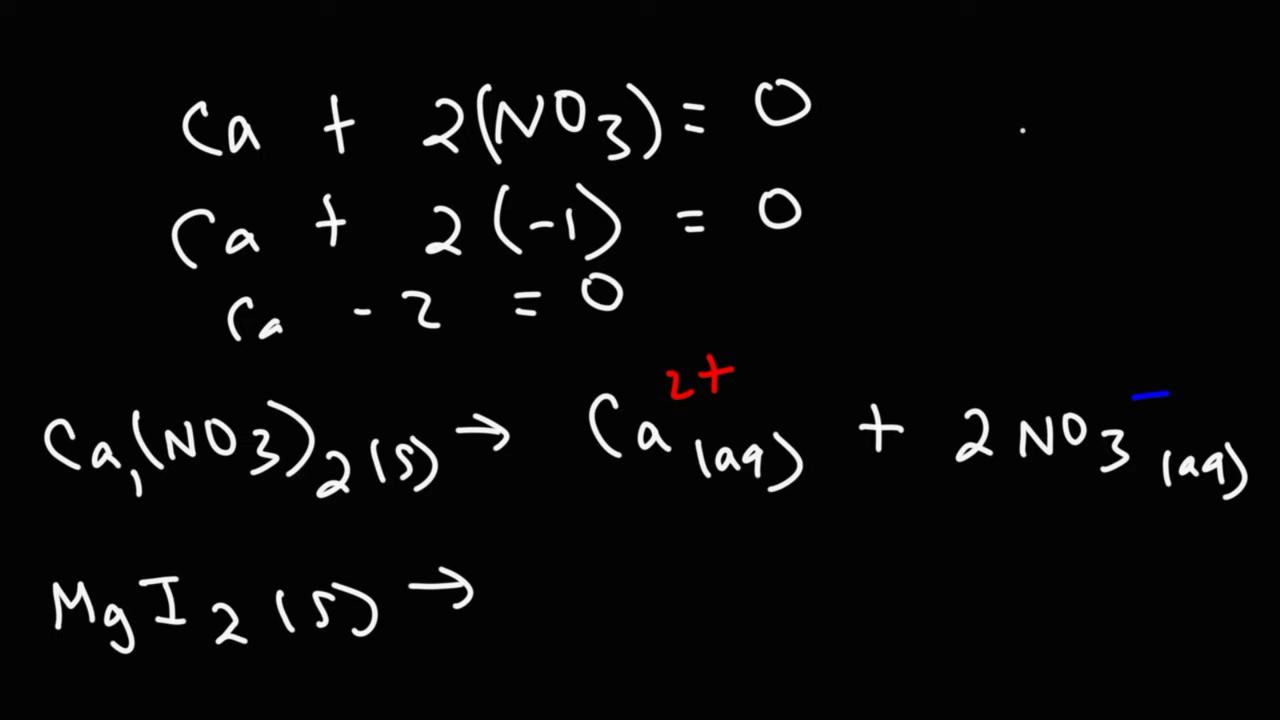 Ca + 2(NO₃) = 0
Ca + 2(-1) = 0
Ca - 2 = 0
Ca₁(NO₃)₂(s) → Ca²⁺(aq) + 2NO₃⁻(aq)
MgI₂(s) →